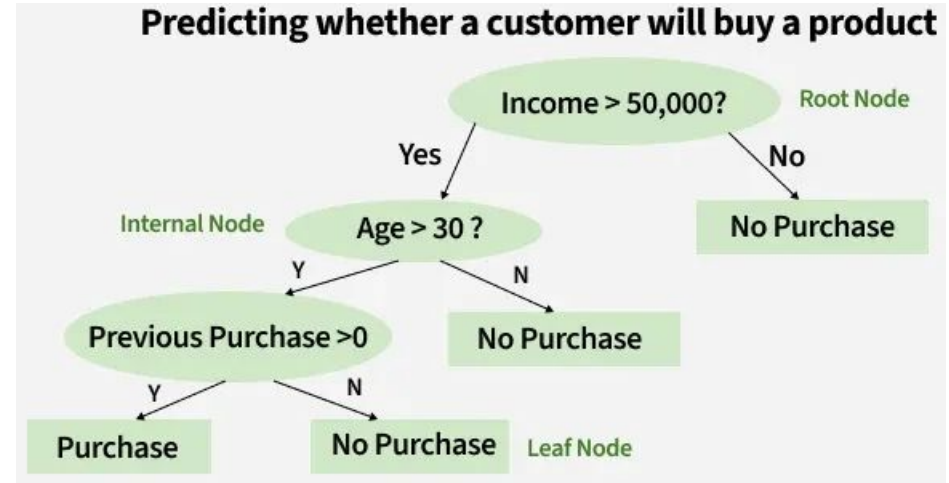 Predicting whether a customer will buy a product
Income > 50,000?
Root Node
Yes
No
Internal Node
Age > 30 ?
No Purchase
Y
N
Previous Purchase >0
No Purchase
Y
N
Purchase
No Purchase
Leaf Node